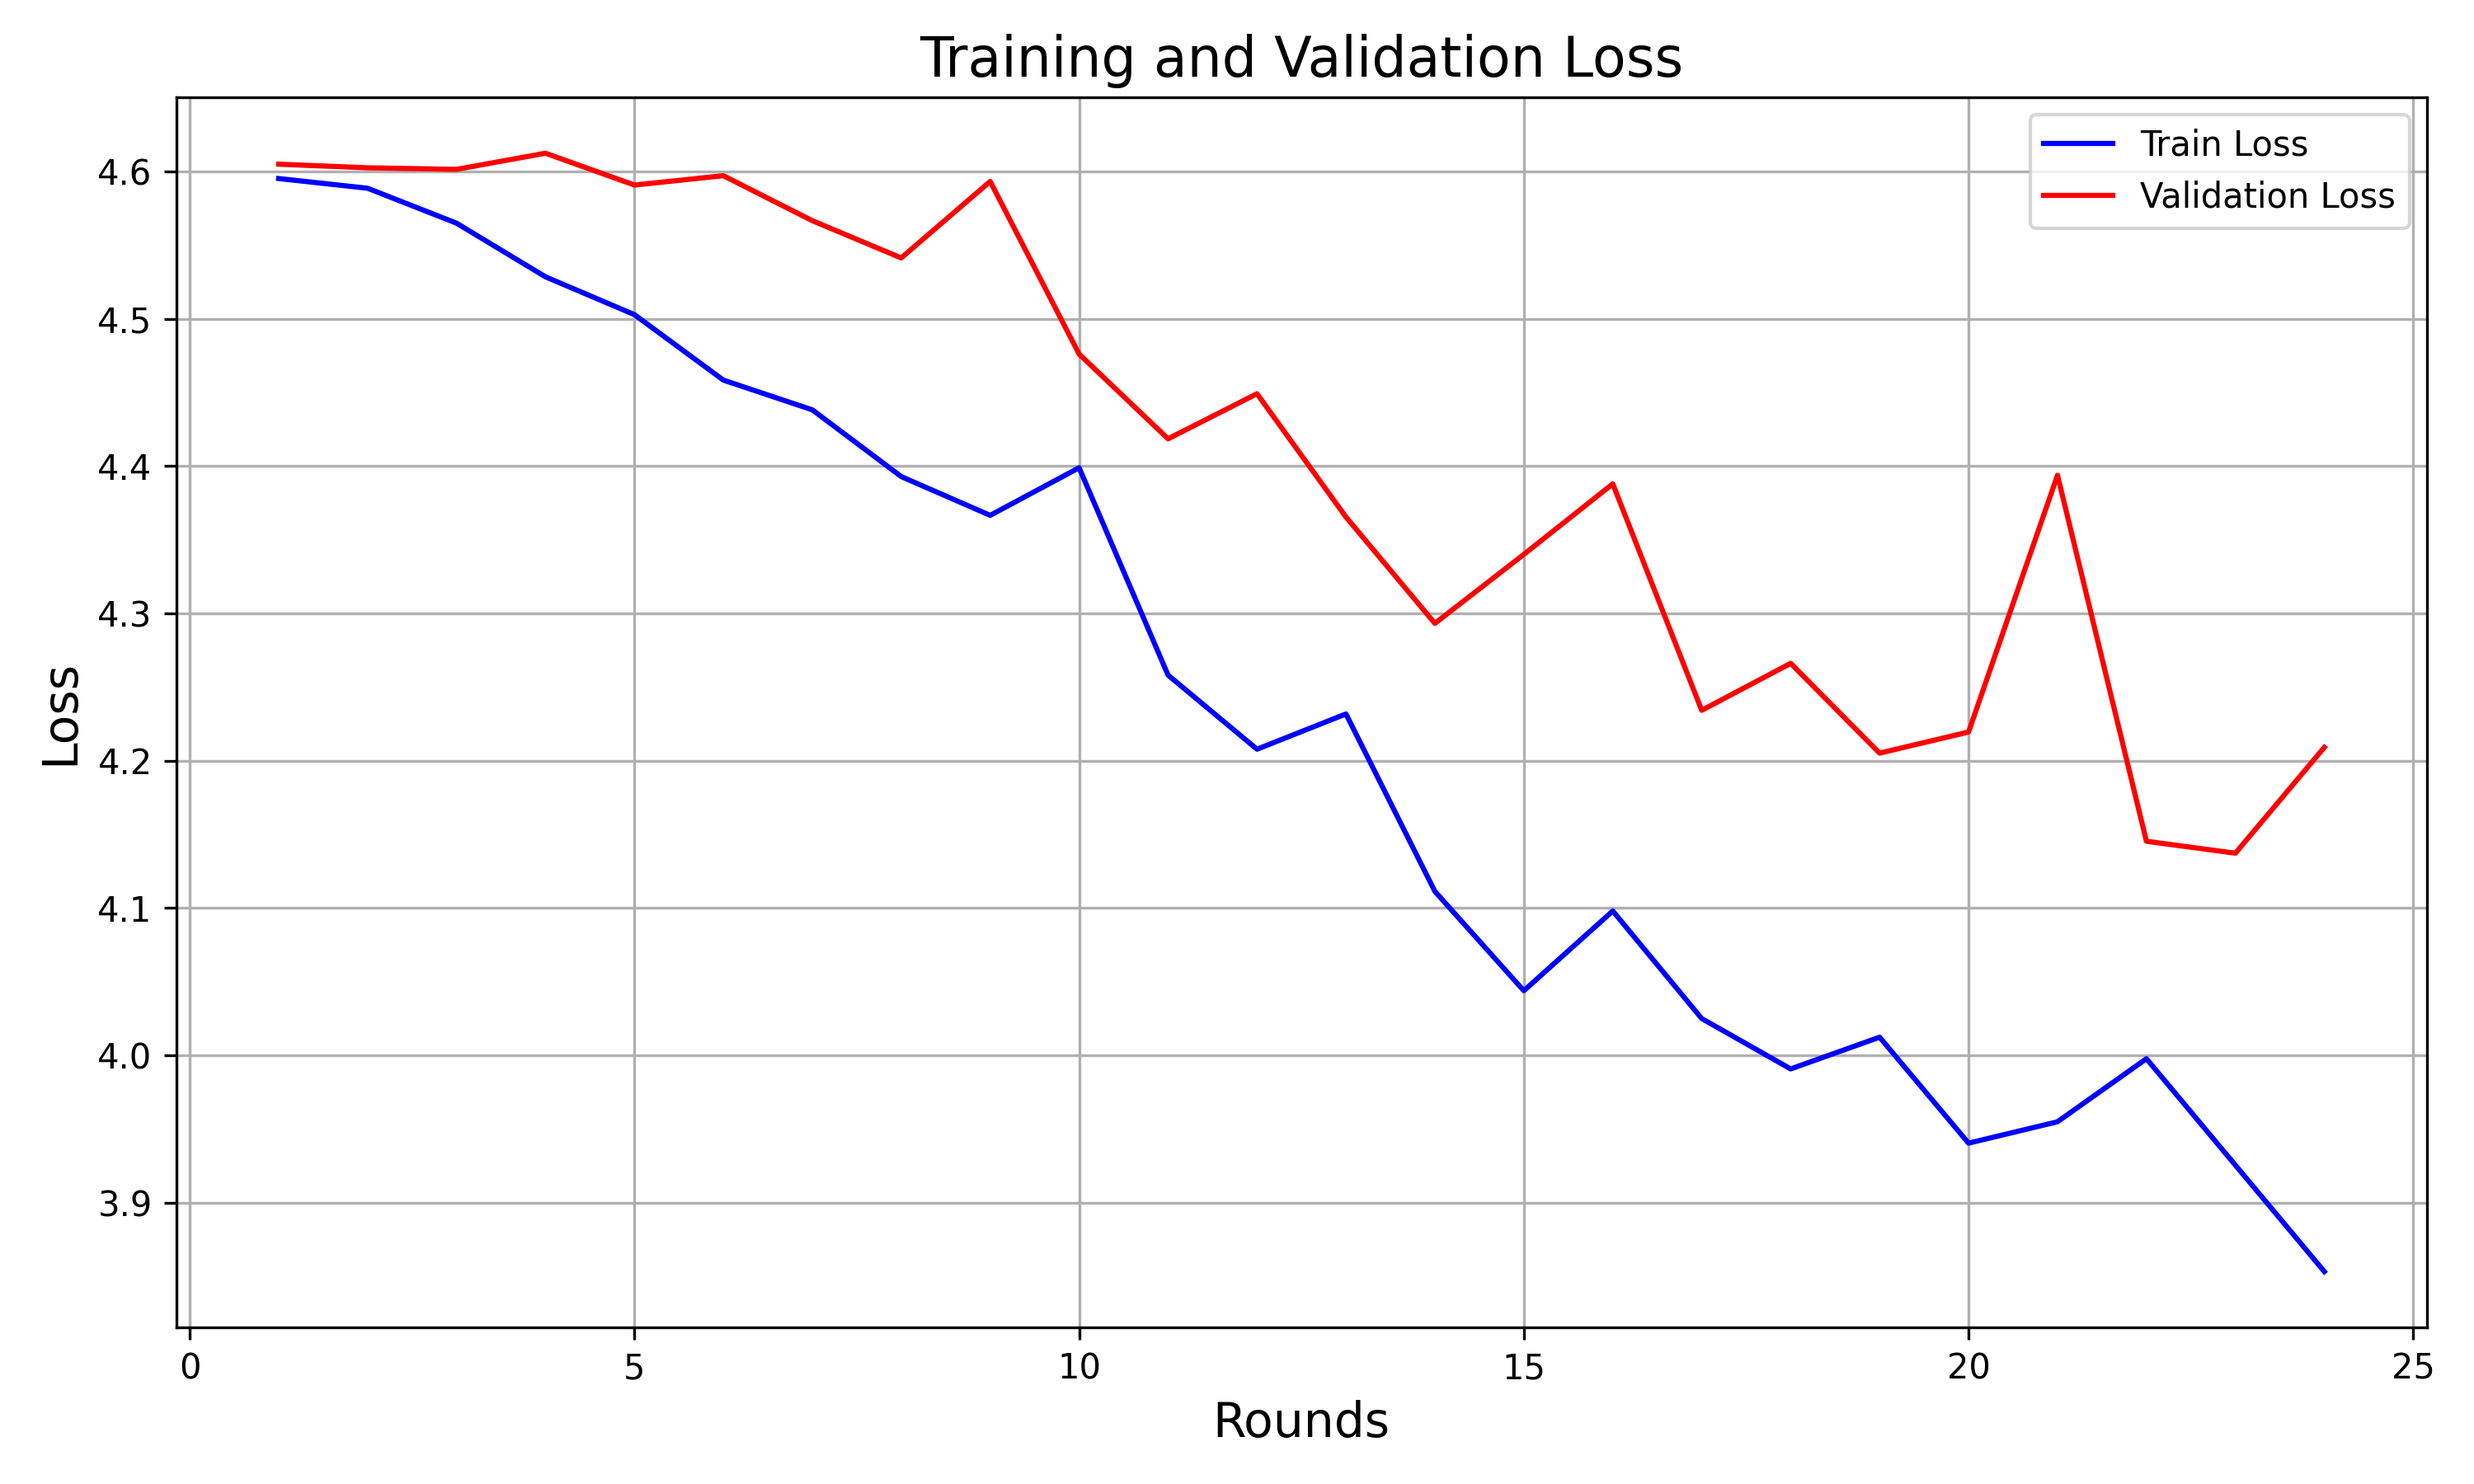 Training and Validation Loss
Train Loss
Validation Loss
4.6
4.5
4.4
4.3
4.2
4.1
4.0
3.9
Loss
0 5 10 15 20 25
Rounds